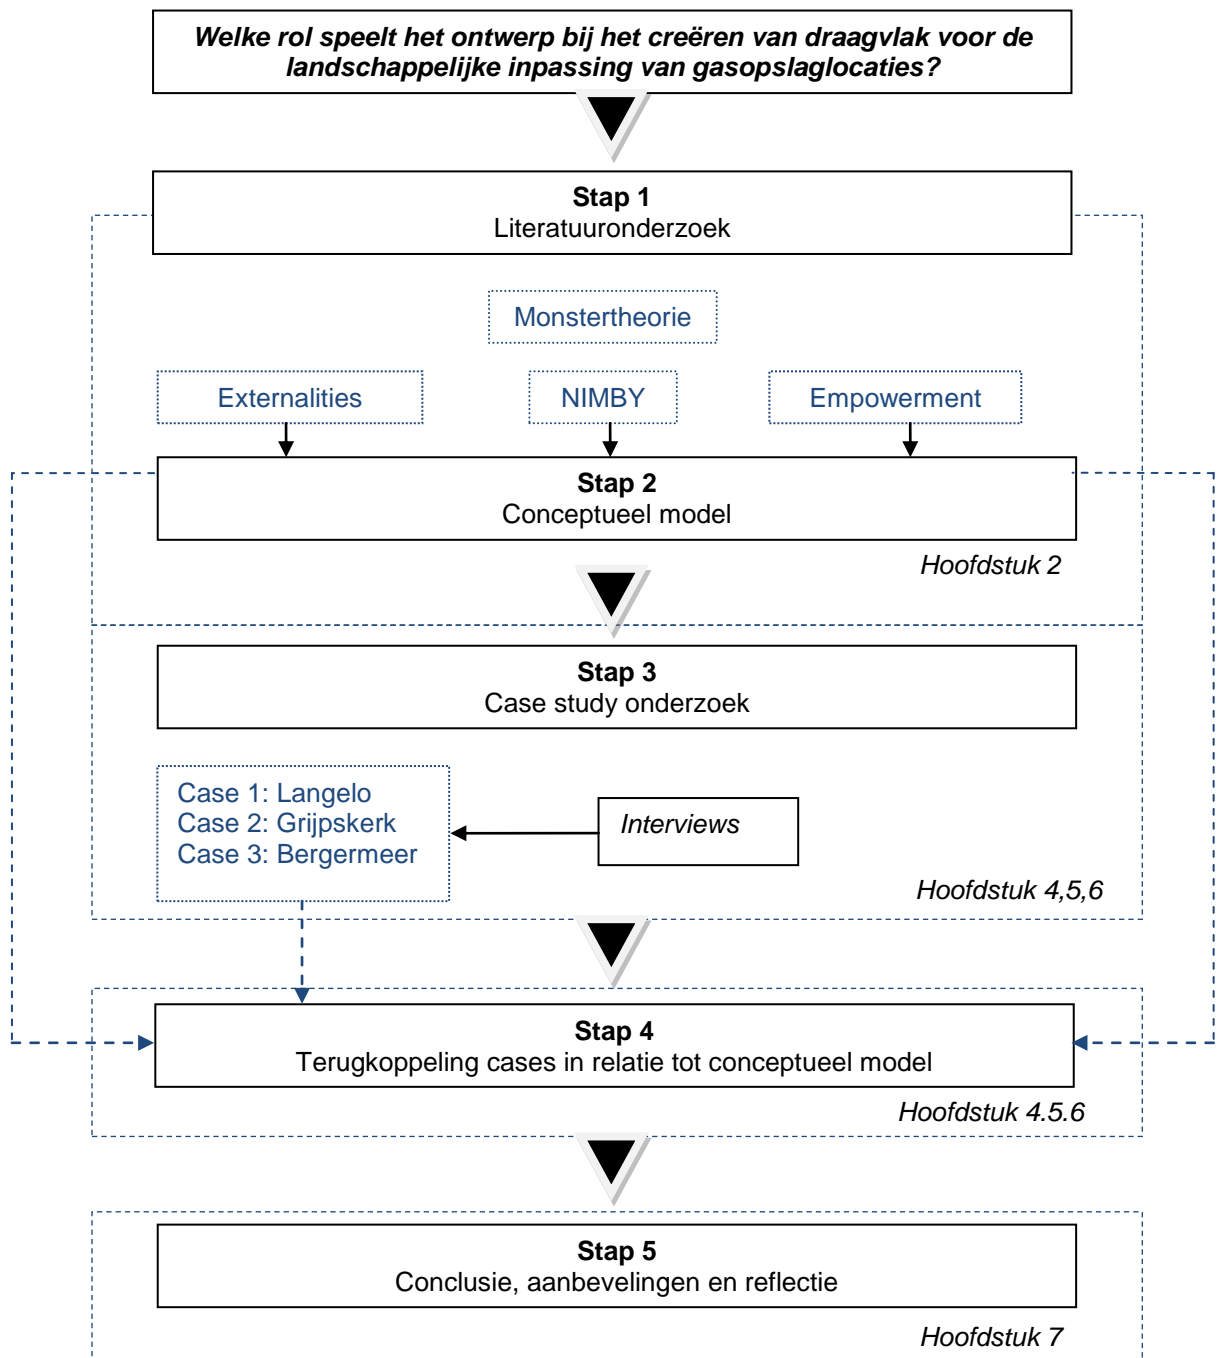 Welke rol speelt het ontwerp bij het creëren van draagvlak voor de
landschappelijke inpassing van gasopslaglocaties?
Stap 1
Literatuuronderzoek
Monstertheorie
Externalities
NIMBY
Empowerment
Stap 2
Conceptueel model
Hoofdstuk 2
Stap 3
Case study onderzoek
Case 1: Langelo
Case 2: Grijpskerk
Case 3: Bergermeer
Interviews
Hoofdstuk 4,5,6
Stap 4
Terugkoppeling cases in relatie tot conceptueel model
Hoofdstuk 4.5.6
Stap 5
Conclusie, aanbevelingen en reflectie
Hoofdstuk 7